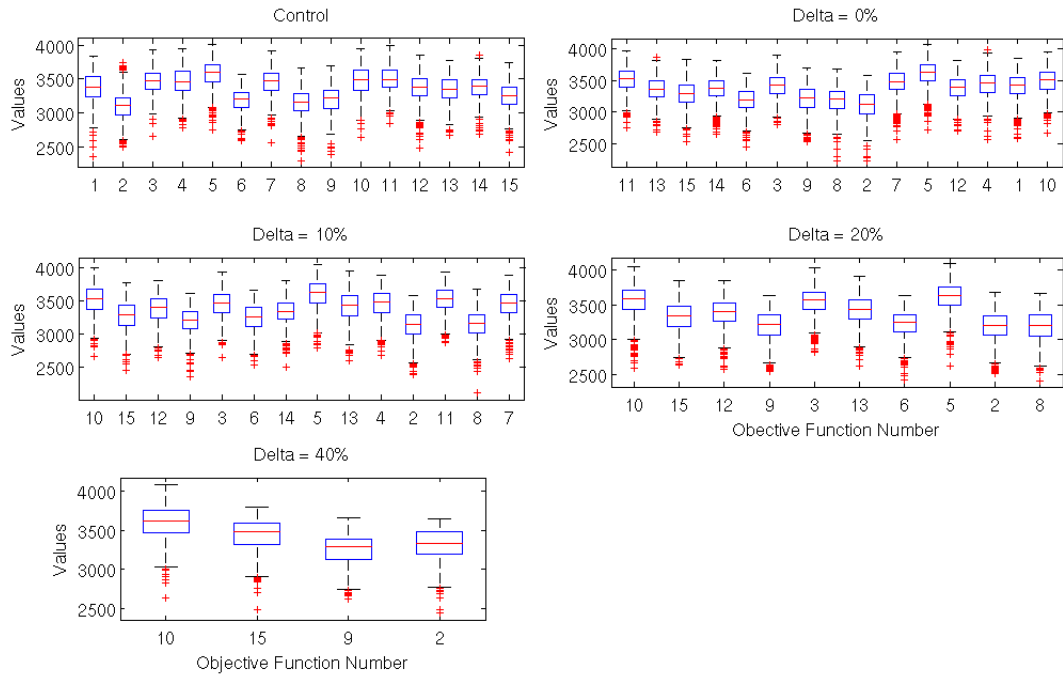 Control
4000
3500
3000
2500
Values
1 2 3 4 5 6 7 8 9 10 11 12 13 14 15
Delta = 0%
4000
3500
3000
2500
Values
11 13 15 14 6 3 9 8 2 7 5 12 4 1 10
Delta = 10%
4000
3500
3000
2500
Values
10 15 12 9 3 6 14 5 13 4 2 11 8 7
Delta = 20%
4000
3500
3000
2500
Values
10 15 12 9 3 13 6 5 2 8
Obective Function Number
Delta = 40%
4000
3500
3000
2500
Values
10 15 9 2
Objective Function Number